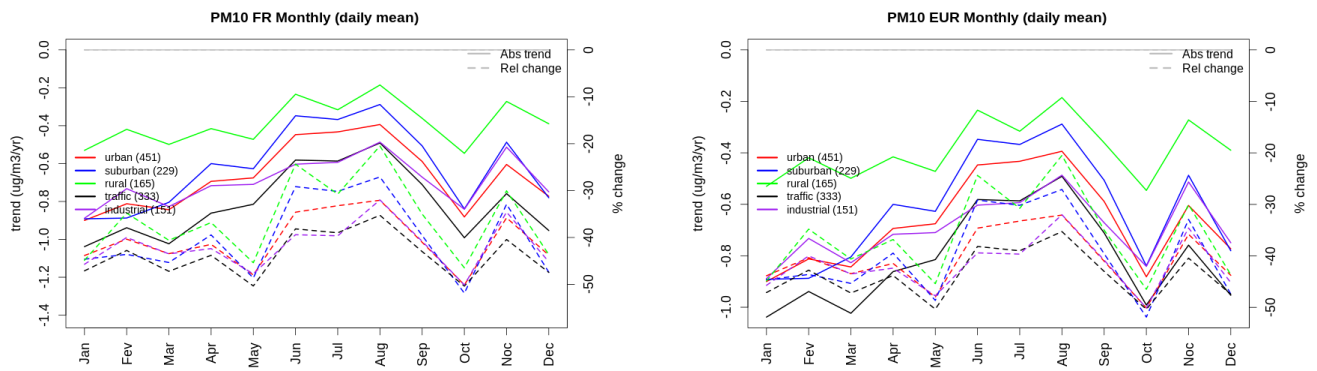 PM10 FR Monthly (daily mean)
trend (ug/m3/yr)
0.0
-0.2
-0.4
-0.6
-0.8
-1.0
-1.2
-1.4
Abs trend
Rel change
urban (451)
suburban (229)
rural (165)
traffic (333)
industrial (151)
0
-10
-20
-30
-40
-50
% change
Jan
Fev
Mar
Apr
May
Jun
Jul
Aug
Sep
Oct
Noc
Dec
PM10 EUR Monthly (daily mean)
trend (ug/m3/yr)
0.0
-0.2
-0.4
-0.6
-0.8
-1.0
Abs trend
Rel change
urban (451)
suburban (229)
rural (165)
traffic (333)
industrial (151)
0
-10
-20
-30
-40
-50
% change
Jan
Fev
Mar
Apr
May
Jun
Jul
Aug
Sep
Oct
Noc
Dec